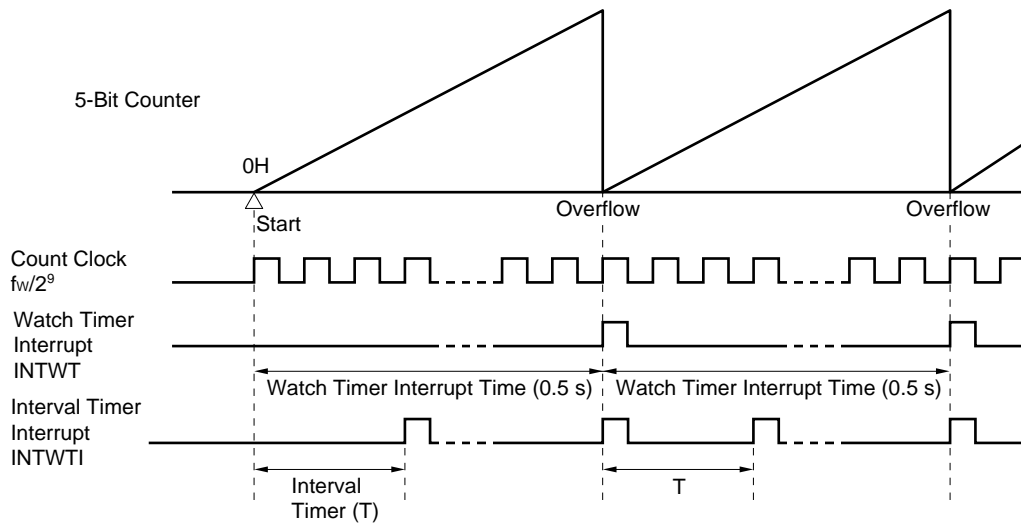 5-Bit Counter
0H
Start
Overflow
Overflow
Count Clock
fw/2⁹
Watch Timer
Interrupt
INTWT
Watch Timer Interrupt Time (0.5 s)
Watch Timer Interrupt Time (0.5 s)
Interval Timer
Interrupt
INTWTI
Interval
Timer (T)
T